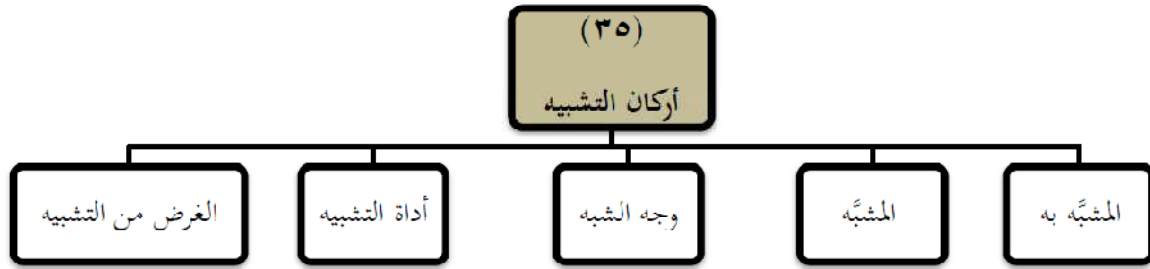 (٣٥)
أركان التشبيه
المشبَّه به
المشبَّه
وجه الشبه
أداة التشبيه
الغرض من التشبيه